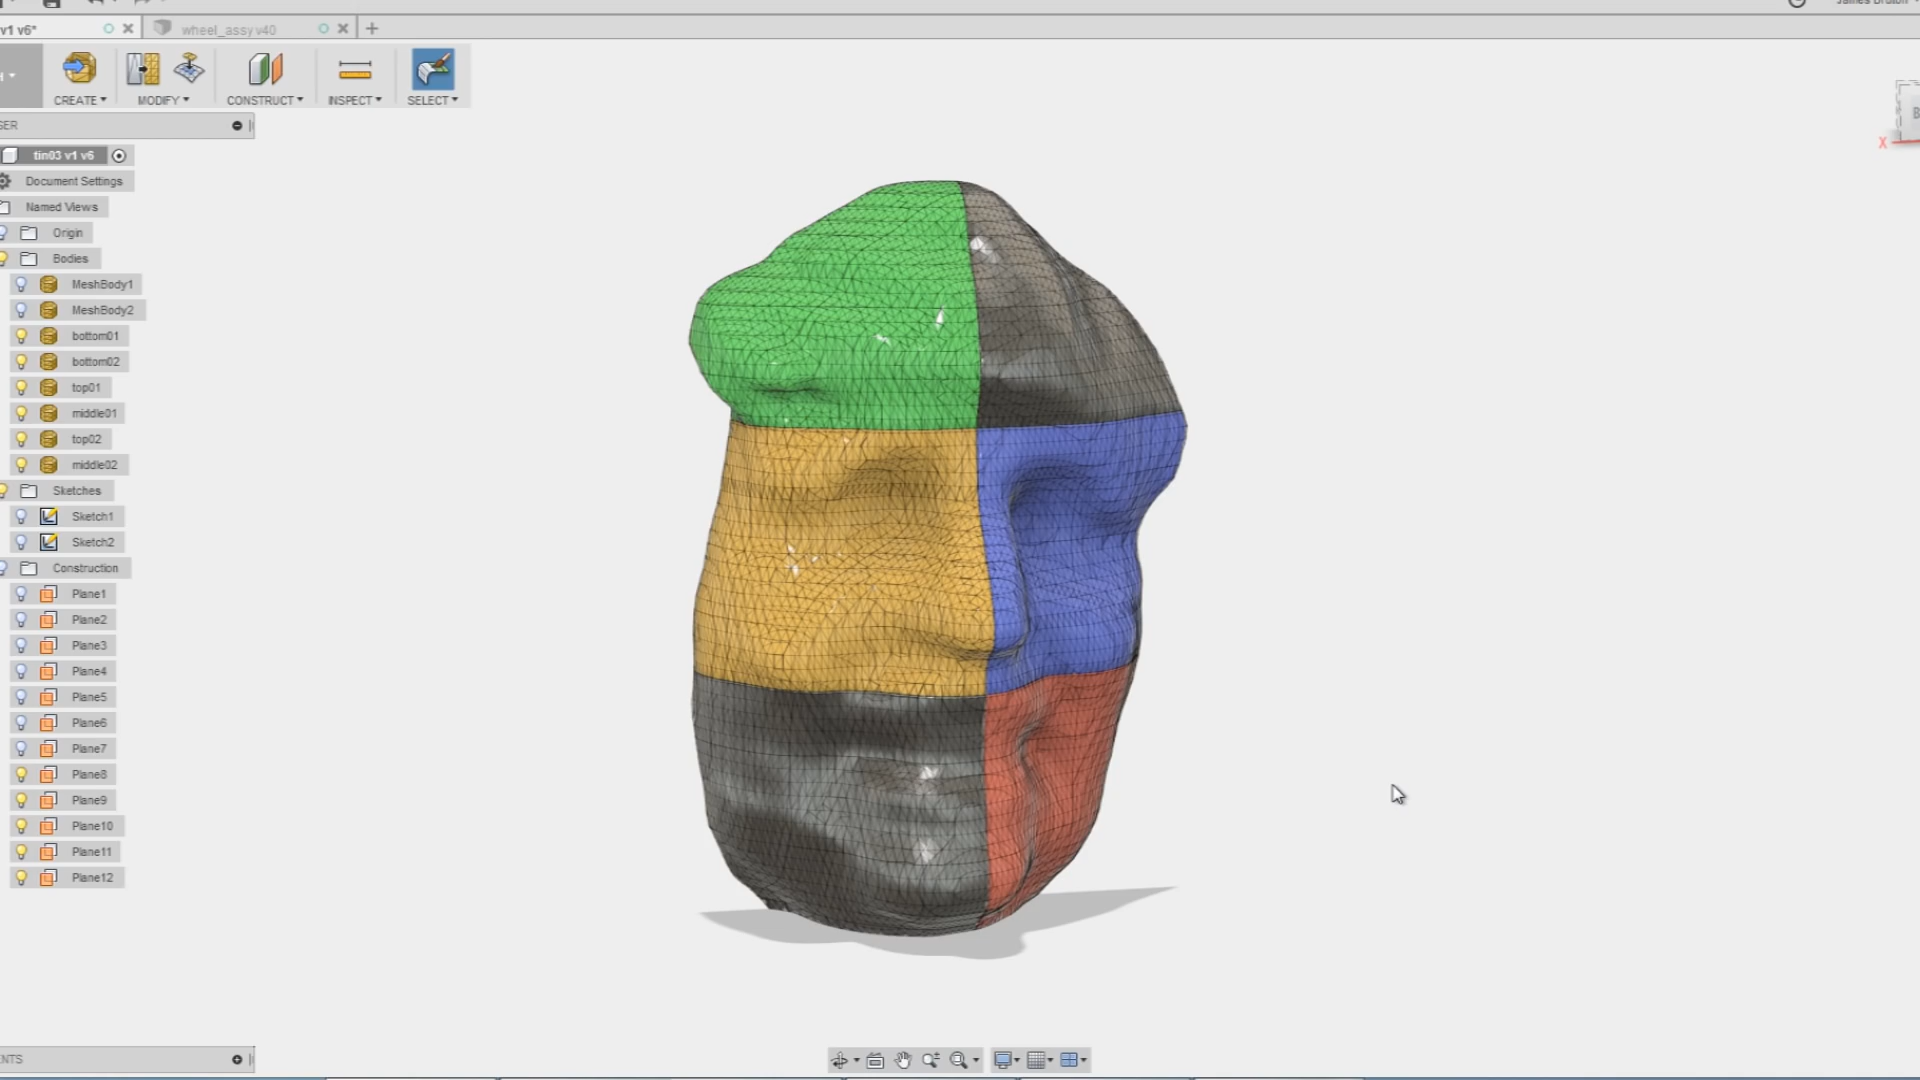 v1 v6*
wheel_assy v40
CREATE
MODIFY
CONSTRUCT
INSPECT
SELECT
SER
tin03 v1 v6
Document Settings
Named Views
Origin
Bodies
MeshBody1
MeshBody2
bottom01
bottom02
top01
middle01
top02
middle02
Sketches
Sketch1
Sketch2
Construction
Plane1
Plane2
Plane3
Plane4
Plane5
Plane6
Plane7
Plane8
Plane9
Plane10
Plane11
Plane12
NTS
B
X